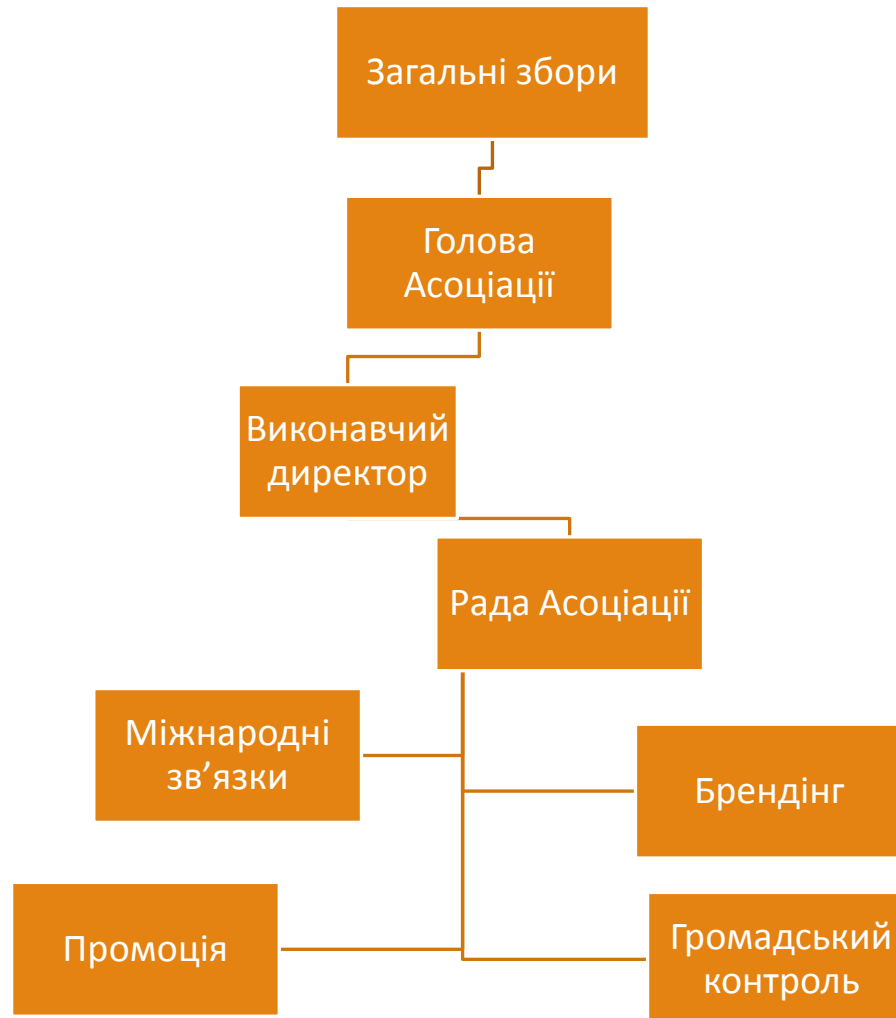 Загальні збори
Голова
Асоціації
Виконавчий
директор
Рада Асоціації
Міжнародні
зв’язки
Брендінг
Промоція
Громадський
контроль